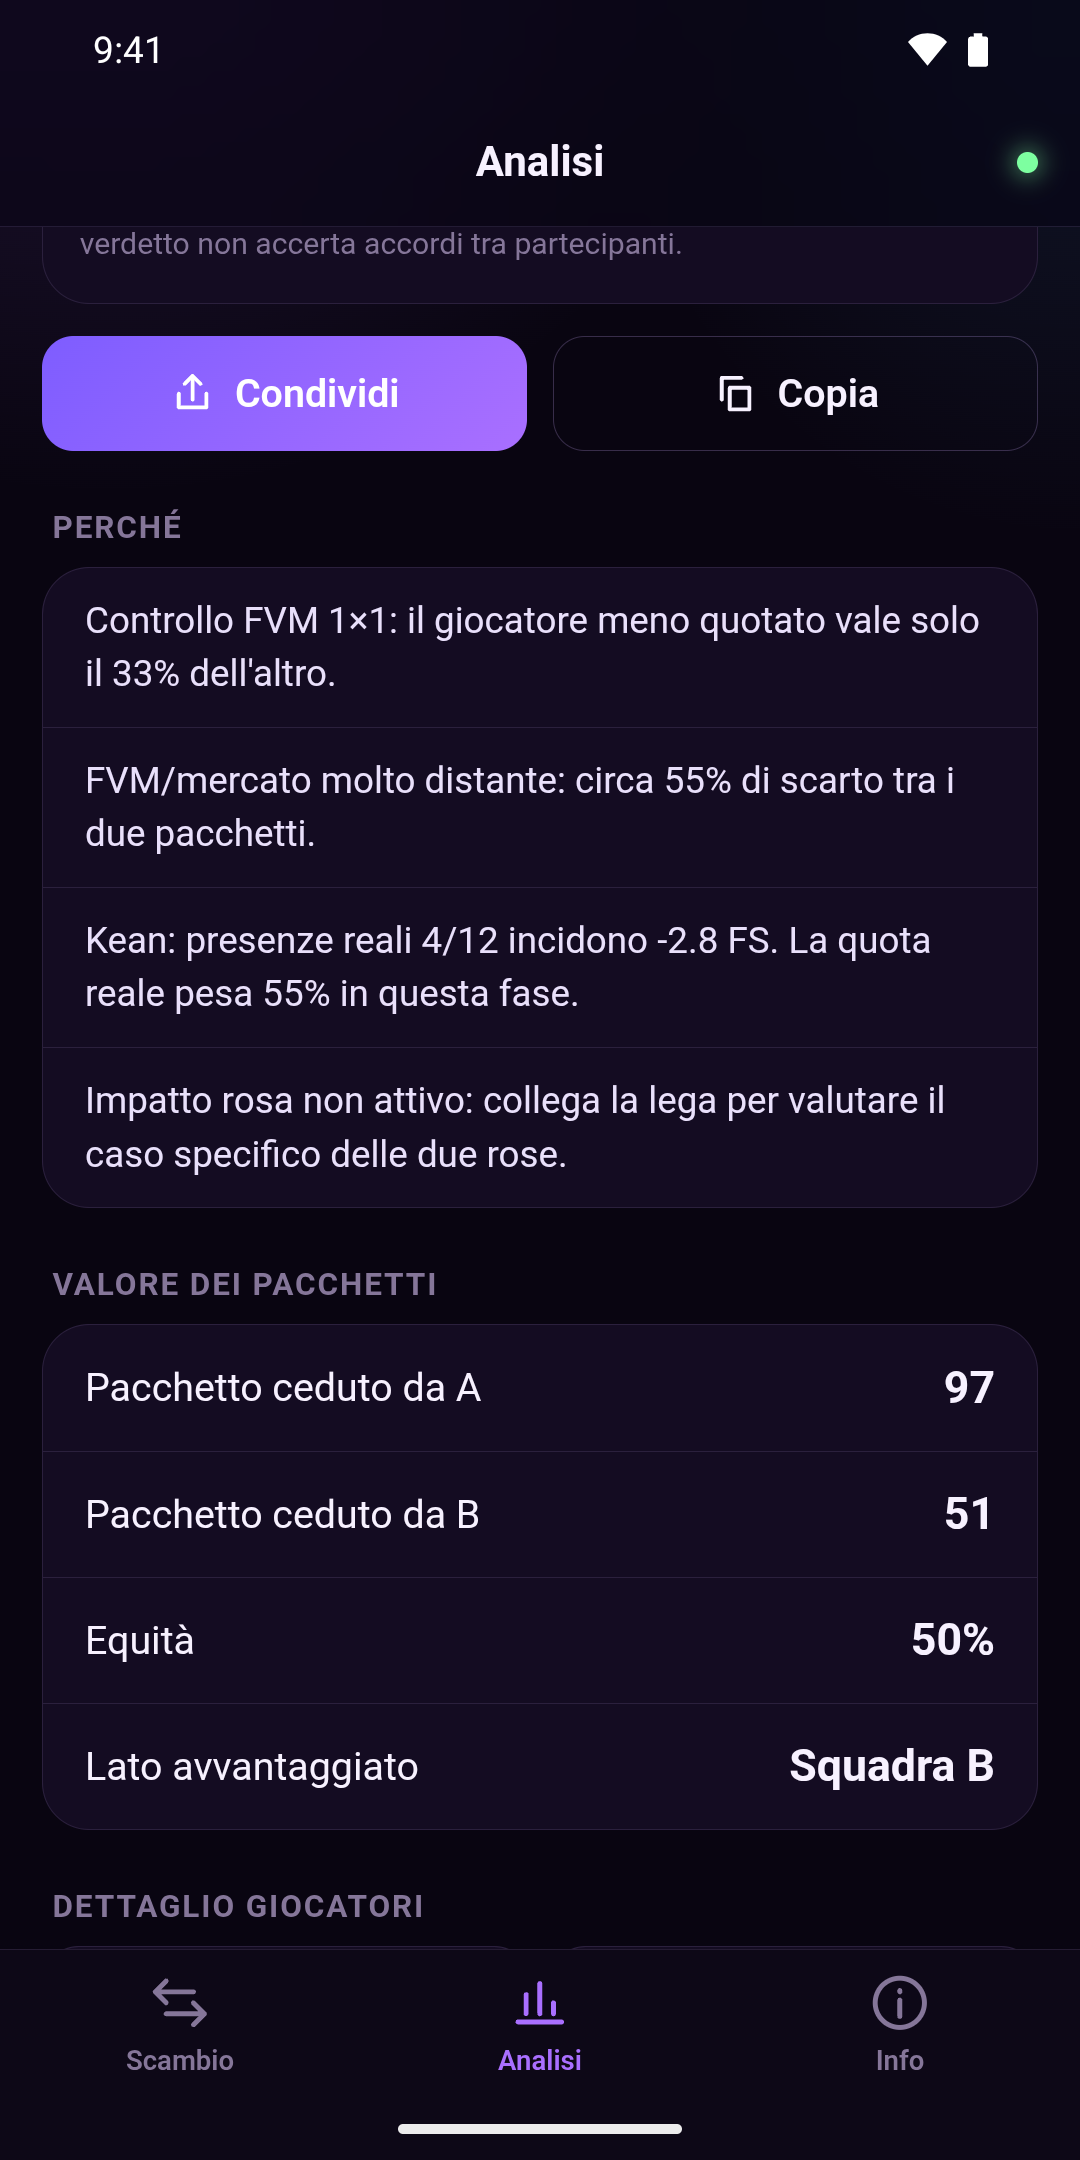 9:41
Analisi
verdetto non accerta accordi tra partecipanti.
Condividi
Copia
PERCHÉ
Controllo FVM 1×1: il giocatore meno quotato vale solo
il 33% dell'altro.
FVM/mercato molto distante: circa 55% di scarto tra i
due pacchetti.
Kean: presenze reali 4/12 incidono -2.8 FS. La quota
reale pesa 55% in questa fase.
Impatto rosa non attivo: collega la lega per valutare il
caso specifico delle due rose.
VALORE DEI PACCHETTI
Pacchetto ceduto da A
97
Pacchetto ceduto da B
51
Equità
50%
Lato avvantaggiato
Squadra B
DETTAGLIO GIOCATORI
Scambio
Analisi
Info